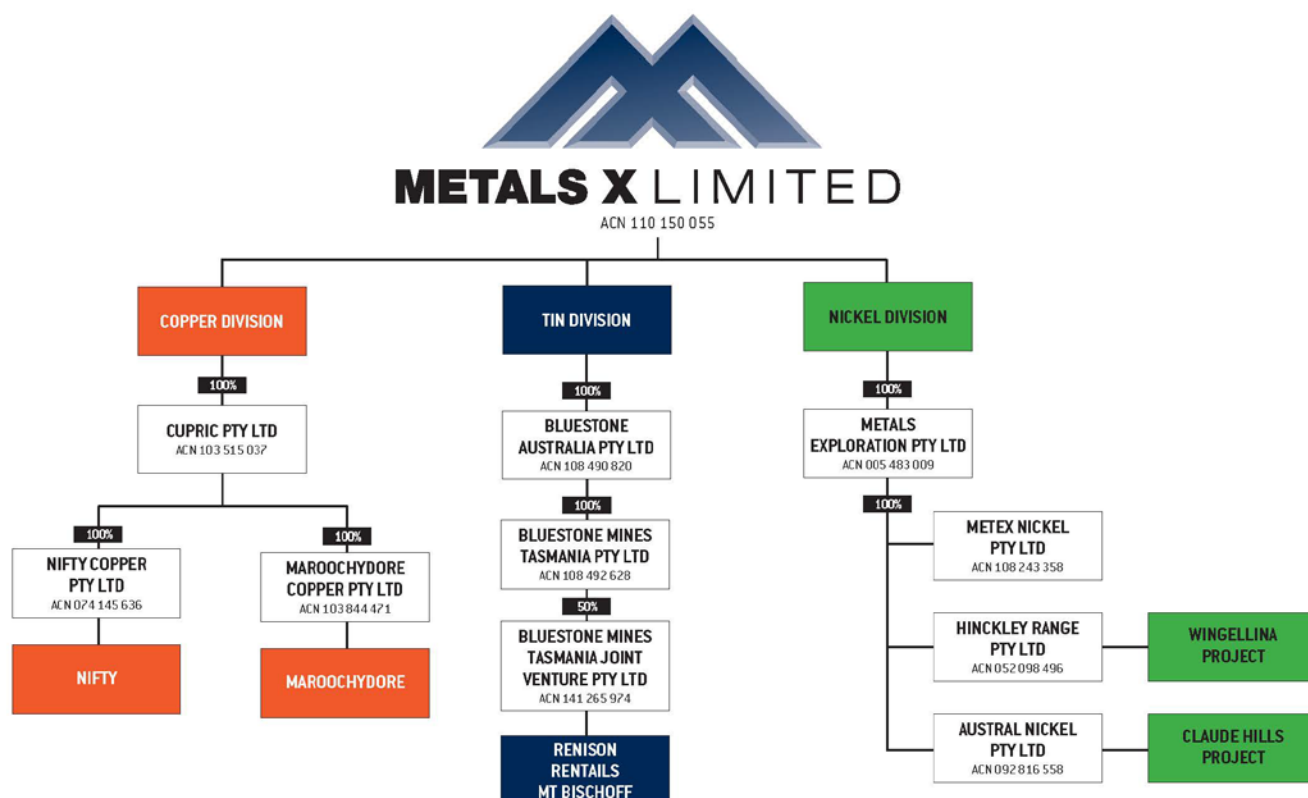 METALS X LIMITED
ACN 110 150 055
COPPER DIVISION
TIN DIVISION
NICKEL DIVISION
100%
100%
100%
CUPRIC PTY LTD
ACN 103 515 037
BLUESTONE
AUSTRALIA PTY LTD
ACN 108 490 820
METALS
EXPLORATION PTY LTD
ACN 005 483 009
100%
100%
100%
100%
NIFTY COPPER
PTY LTD
ACN 074 145 636
MAROOCHYDORE
COPPER PTY LTD
ACN 103 844 471
BLUESTONE MINES
TASMANIA PTY LTD
ACN 108 492 628
METEX NICKEL
PTY LTD
ACN 108 243 358
50%
BLUESTONE MINES
TASMANIA JOINT
VENTURE PTY LTD
ACN 141 265 974
HINCKLEY RANGE
PTY LTD
ACN 052 098 496
WINGELLINA
PROJECT
NIFTY
MAROOCHYDORE
RENISON
RENTAILS
MT BISCHOFF
AUSTRAL NICKEL
PTY LTD
ACN 092 816 558
CLAUDE HILLS
PROJECT